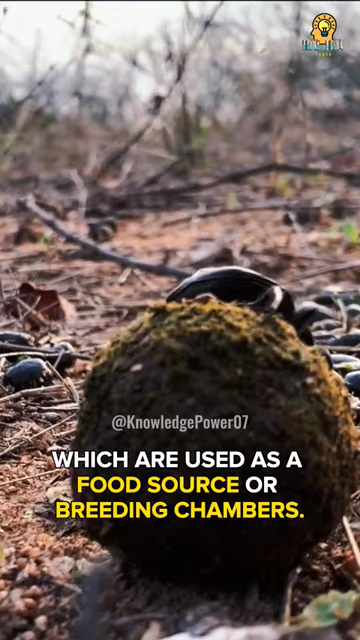 @KnowledgePower07
WHICH ARE USED AS A
FOOD SOURCE OR
BREEDING CHAMBERS.